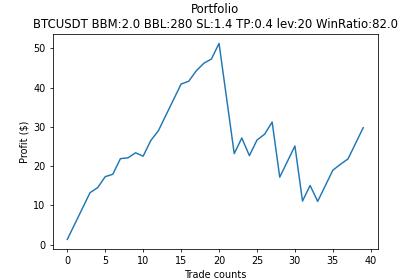 Portfolio
BTCUSDT BBM:2.0 BBL:280 SL:1.4 TP:0.4 lev:20 WinRatio:82.0
50
40
30
20
10
0
Profit ($)
0 5 10 15 20 25 30 35 40
Trade counts